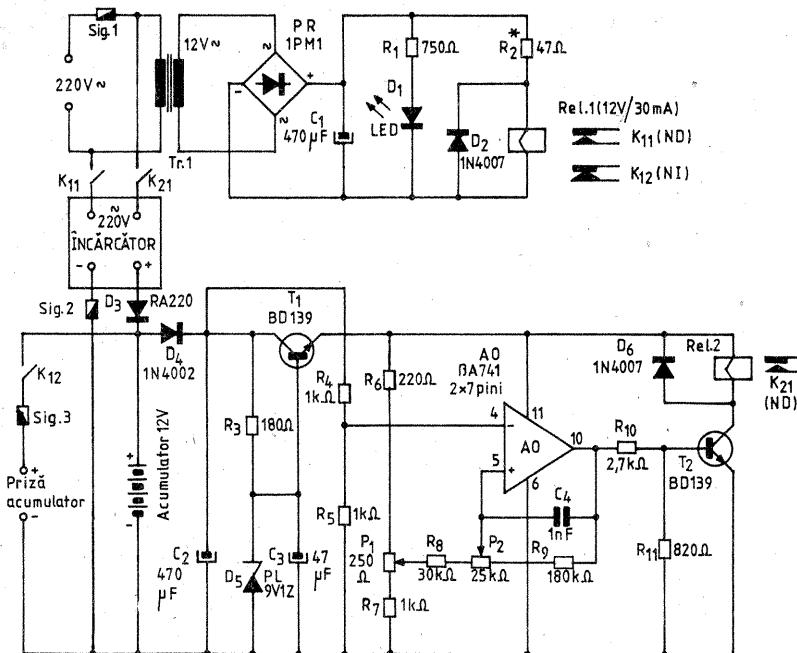 Sig.1
220V~
12V~
PR
1PM1
~
-
+
~
C1
470 µF
R1
750Ω
D1
LED
*
R2
47Ω
D2
1N4007
Rel.1(12V/30mA)
K11(ND)
K12(NI)
Tr.1
K11
K21
~
220V
ÎNCĂRCĂTOR
-
+
Sig.2
D3
RA220
D4
1N4002
T1
BD139
K12
Sig.3
+
Priză
acumulator
-
+
Acumulator 12V
-
R3
180Ω
R4
1kΩ
R5
1kΩ
C2
470
µF
D5
PL
9V1Z
C3
47
µF
R6
220Ω
P1
250
Ω
R7
1kΩ
R8
30kΩ
P2
25kΩ
R9
180kΩ
AO
BA741
2×7pini
4
-
11
5
+
AO
10
6
C4
1nF
R10
2,7kΩ
R11
820Ω
T2
BD139
D6
1N4007
Rel.2
K21
(ND)